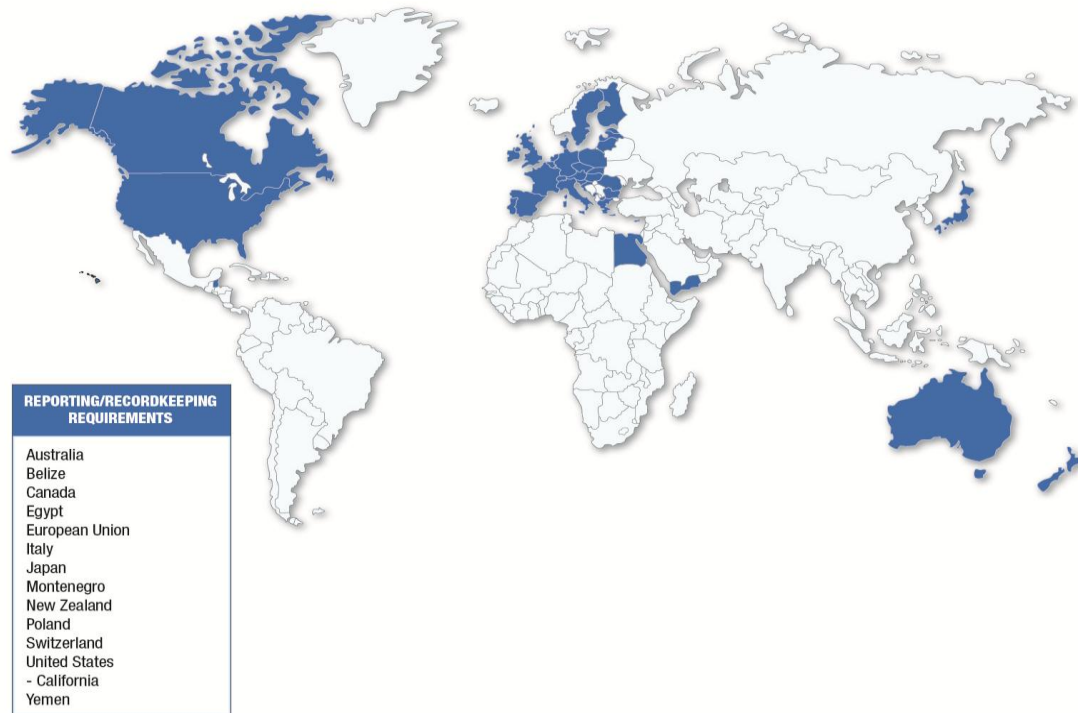 REPORTING/RECORDKEEPING
REQUIREMENTS
Australia
Belize
Canada
Egypt
European Union
Italy
Japan
Montenegro
New Zealand
Poland
Switzerland
United States
- California
Yemen